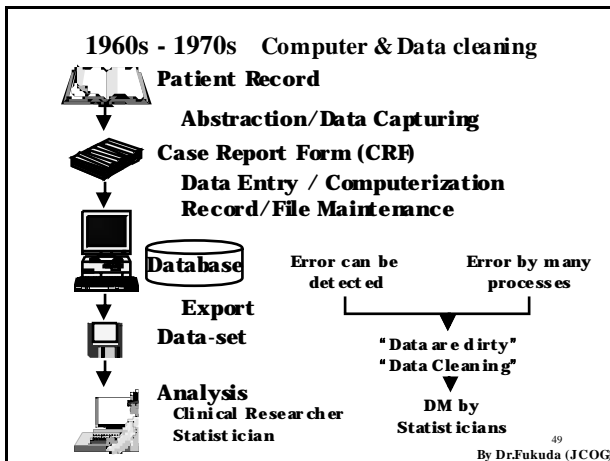 1960s - 1970s Computer & Data cleaning
Patient Record
Abstraction/Data Capturing
Case Report Form (CRF)
Data Entry / Computerization
Record/File Maintenance
Database
Export
Data-set
Analysis
Clinical Researcher
Statistician
Error can be
detected
Error by many
processes
“Data are dirty”
“Data Cleaning”
DM by
Statisticians
49
By Dr.Fukuda (JCOG